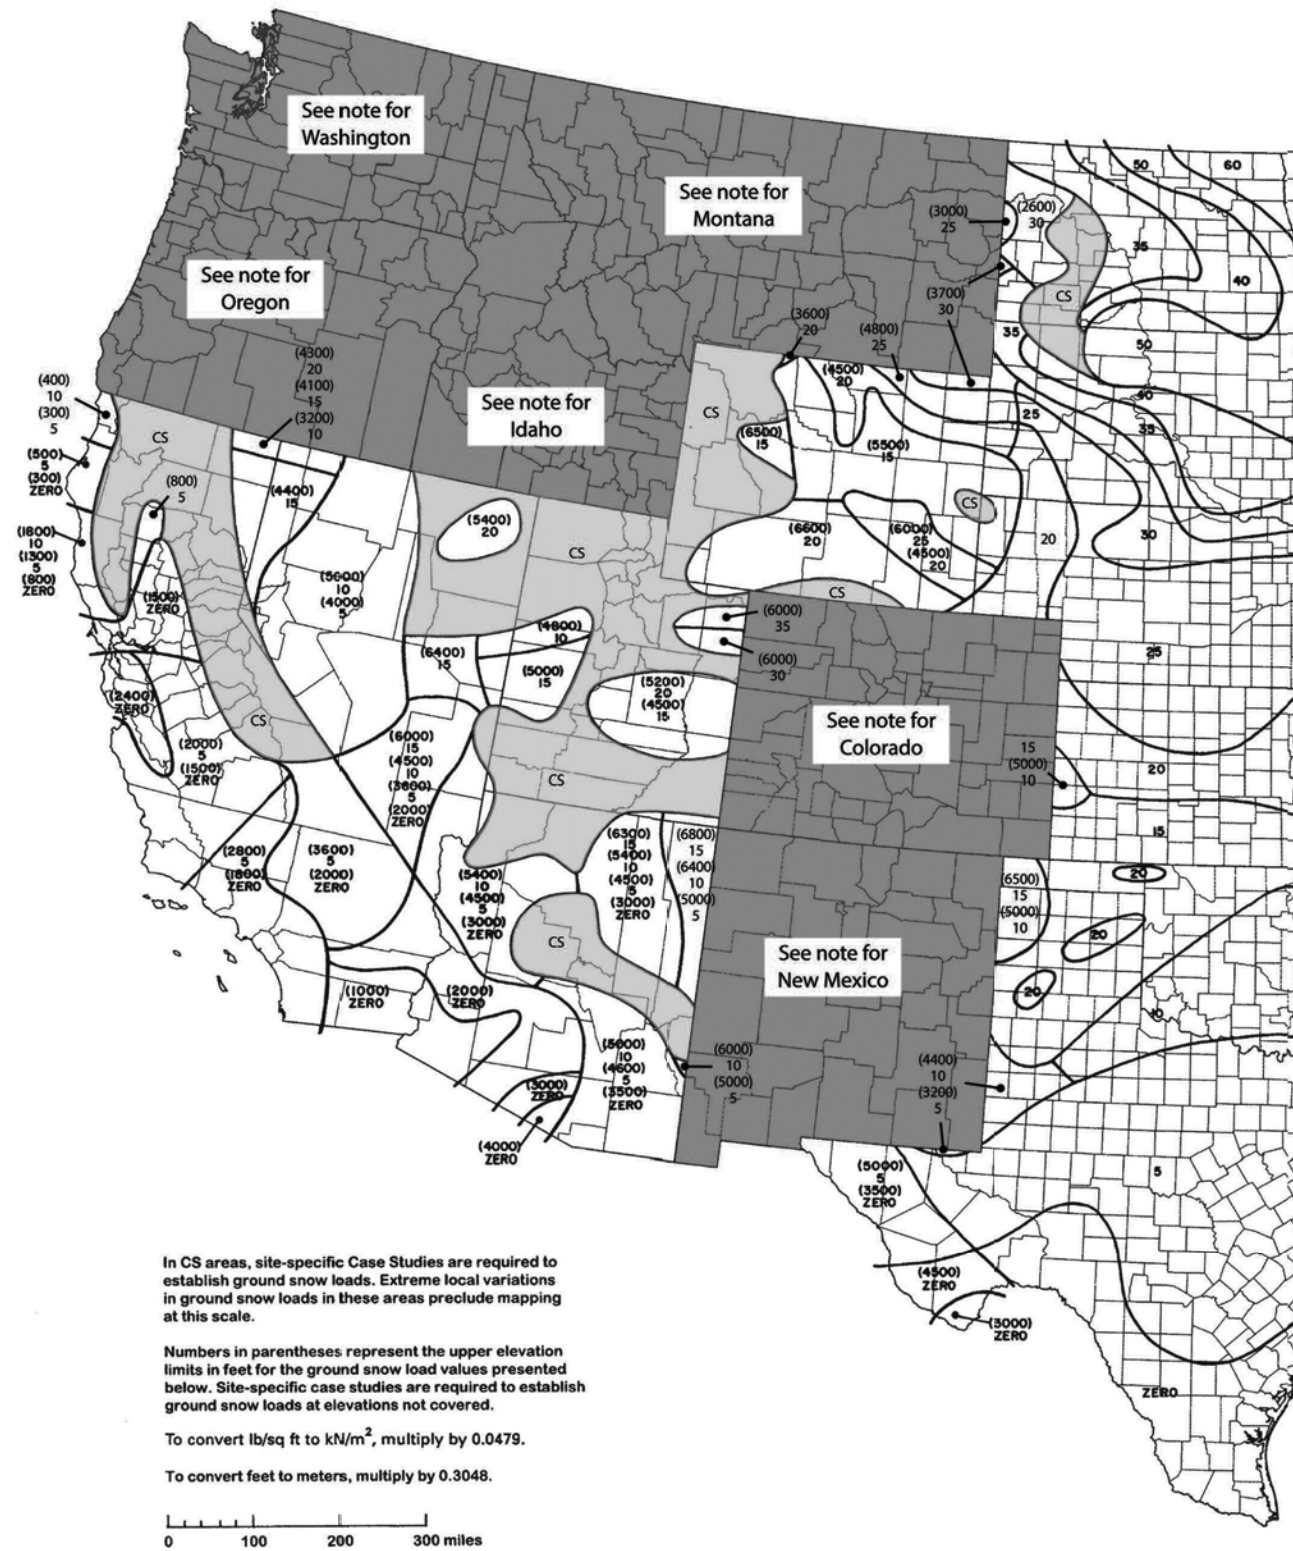 See note for
Washington
See note for
Montana
See note for
Oregon
See note for
Idaho
50
60
(3000)
25
(2600)
30
35
40
CS
(3700)
30
(3600)
20
(4800)
25
35
50
(4300)
20
(4100)
15
(3200)
10
(4500)
20
(400)
10
(300)
5
CS
CS
25
40
35
(6500)
15
(5500)
15
(500)
5
(300)
ZERO
(800)
5
(4400)
15
(5400)
20
CS
CS
(1800)
10
(1300)
5
(800)
ZERO
(6600)
20
(6000)
25
(4500)
20
20
30
(1500)
ZERO
(5600)
10
(4000)
5
CS
(6000)
35
(4800)
10
(6400)
15
(5000)
15
(6000)
30
25
(2400)
ZERO
(5200)
20
(4500)
15
CS
See note for
Colorado
(2000)
5
(1500)
ZERO
(6000)
15
(4500)
10
(3600)
5
(2000)
ZERO
CS
15
(5000)
10
20
15
(2800)
5
(1800)
ZERO
(3600)
5
(2000)
ZERO
(6300)
15
(5400)
10
(4500)
5
(3000)
ZERO
(6800)
15
(6400)
10
(5000)
5
(5400)
10
(4500)
5
(3000)
ZERO
(6500)
15
(5000)
10
20
20
CS
See note for
New Mexico
20
10
(1000)
ZERO
(2000)
ZERO
(5000)
10
(4600)
5
(3500)
ZERO
(6000)
10
(5000)
5
(4400)
10
(3200)
5
(3000)
ZERO
(4000)
ZERO
(5000)
5
(3500)
ZERO
5
(4500)
ZERO
(3000)
ZERO
ZERO
In CS areas, site-specific Case Studies are required to
establish ground snow loads. Extreme local variations
in ground snow loads in these areas preclude mapping
at this scale.
Numbers in parentheses represent the upper elevation
limits in feet for the ground snow load values presented
below. Site-specific case studies are required to establish
ground snow loads at elevations not covered.
To convert lb/sq ft to kN/m², multiply by 0.0479.
To convert feet to meters, multiply by 0.3048.
0 100 200 300 miles